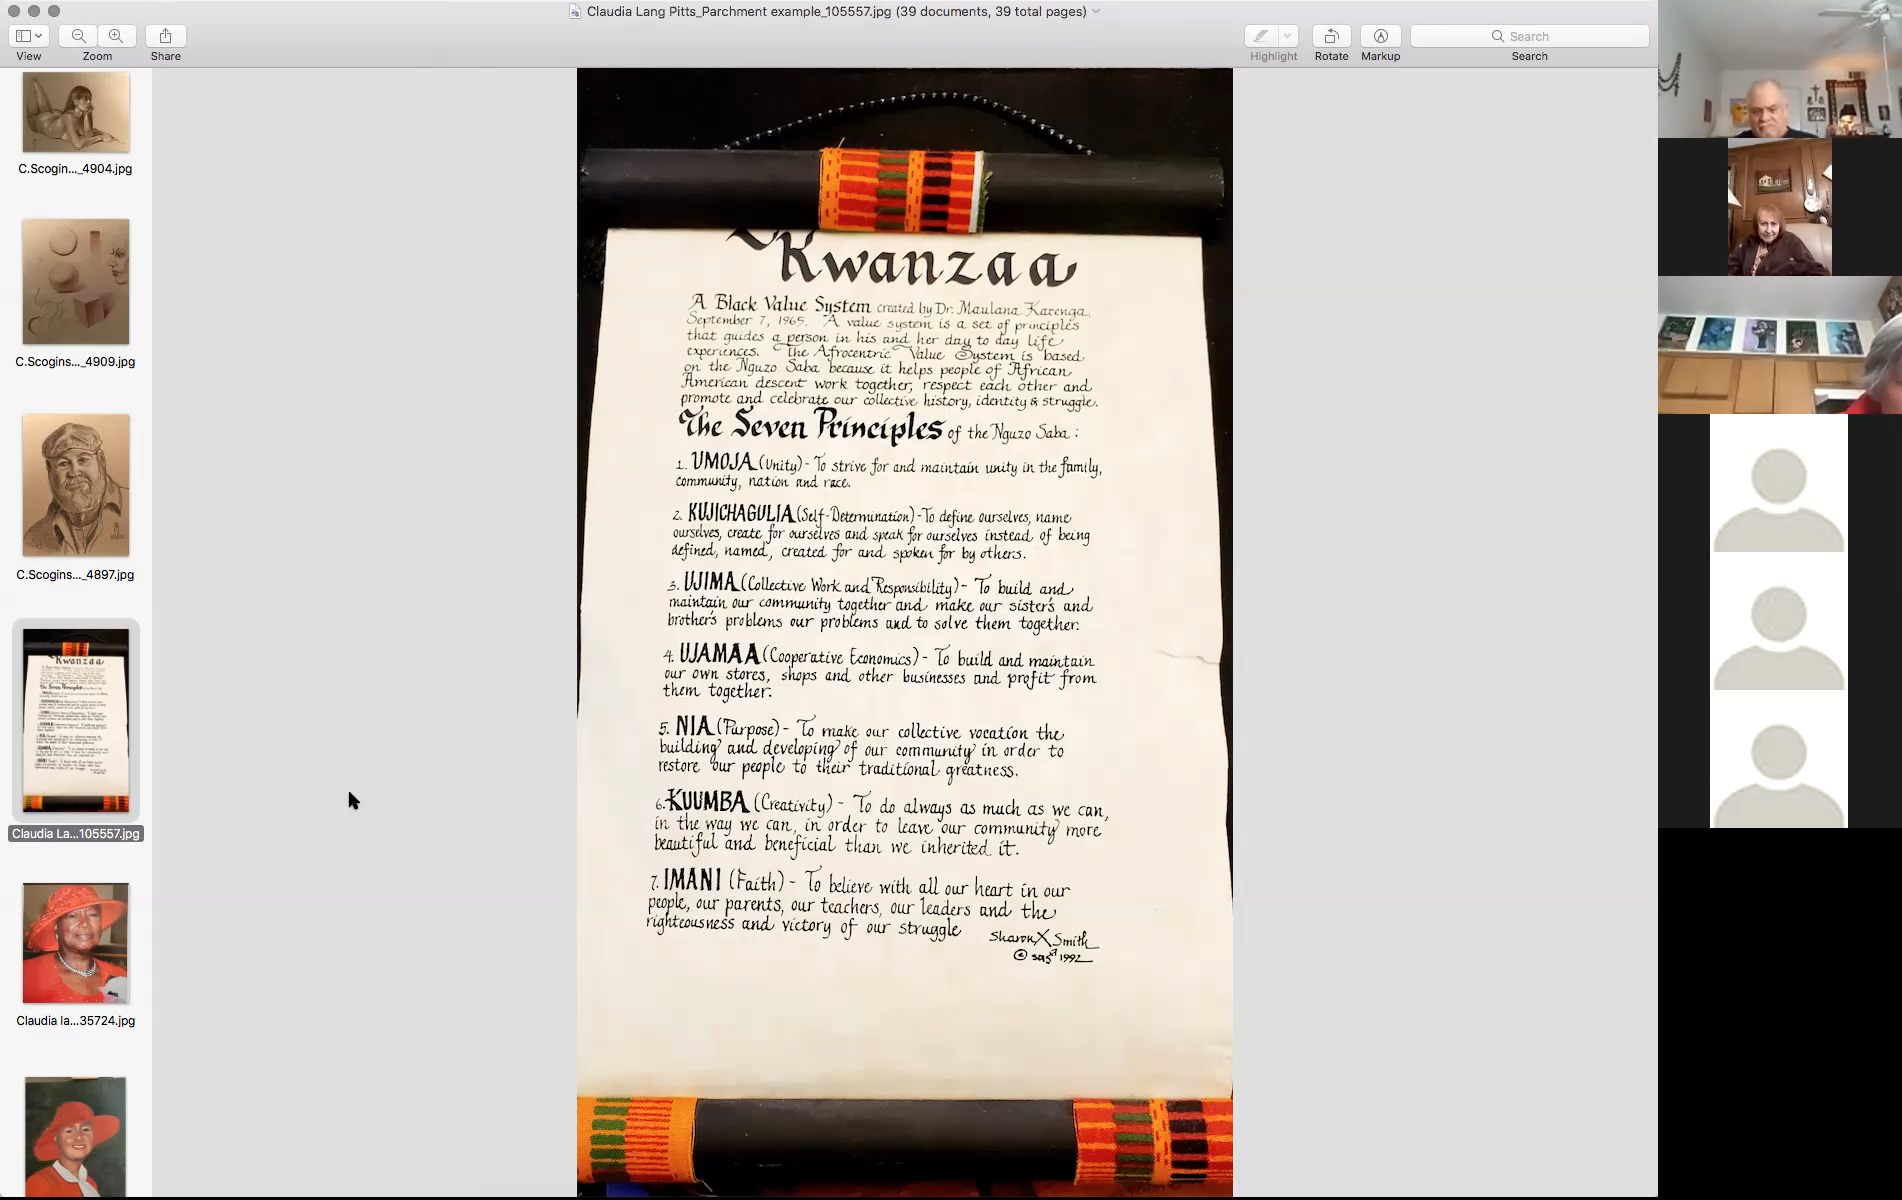 Claudia Lang Pitts_Parchment example_105557.jpg (39 documents, 39 total pages)
View
Zoom
Share
Highlight
Rotate
Markup
Search
Search
C.Scogin..._4904.jpg
C.Scogins..._4909.jpg
C.Scogins..._4897.jpg
Claudia La...105557.jpg
Claudia la...35724.jpg
Kwanzaa
A Black Value System created by Dr. Maulana Karenga,
September 7, 1965. A value system is a set of principles
that guides a person in his and her day to day life
experiences. The Afrocentric Value System is based
on the Nguzo Saba because it helps people of African
American descent work together, respect each other and
promote and celebrate our collective history, identity & struggle.
The Seven Principles of the Nguzo Saba :
1. UMOJA (Unity) - To strive for and maintain unity in the family,
community, nation and race.
2. KUJICHAGULIA (Self-Determination) - To define ourselves, name
ourselves, create for ourselves and speak for ourselves instead of being
defined, named, created for and spoken for by others.
3. UJIMA (Collective Work and Responsibility) - To build and
maintain our community together and make our sister's and
brother's problems our problems and to solve them together.
4. UJAMAA (Cooperative Economics) - To build and maintain
our own stores, shops and other businesses and profit from
them together.
5. NIA (Purpose) - To make our collective vocation the
building and developing of our community in order to
restore our people to their traditional greatness.
6. KUUMBA (Creativity) - To do always as much as we can,
in the way we can, in order to leave our community more
beautiful and beneficial than we inherited it.
7. IMANI (Faith) - To believe with all our heart in our
people, our parents, our teachers, our leaders and the
righteousness and victory of our struggle
Sharon X Smith
© 1992